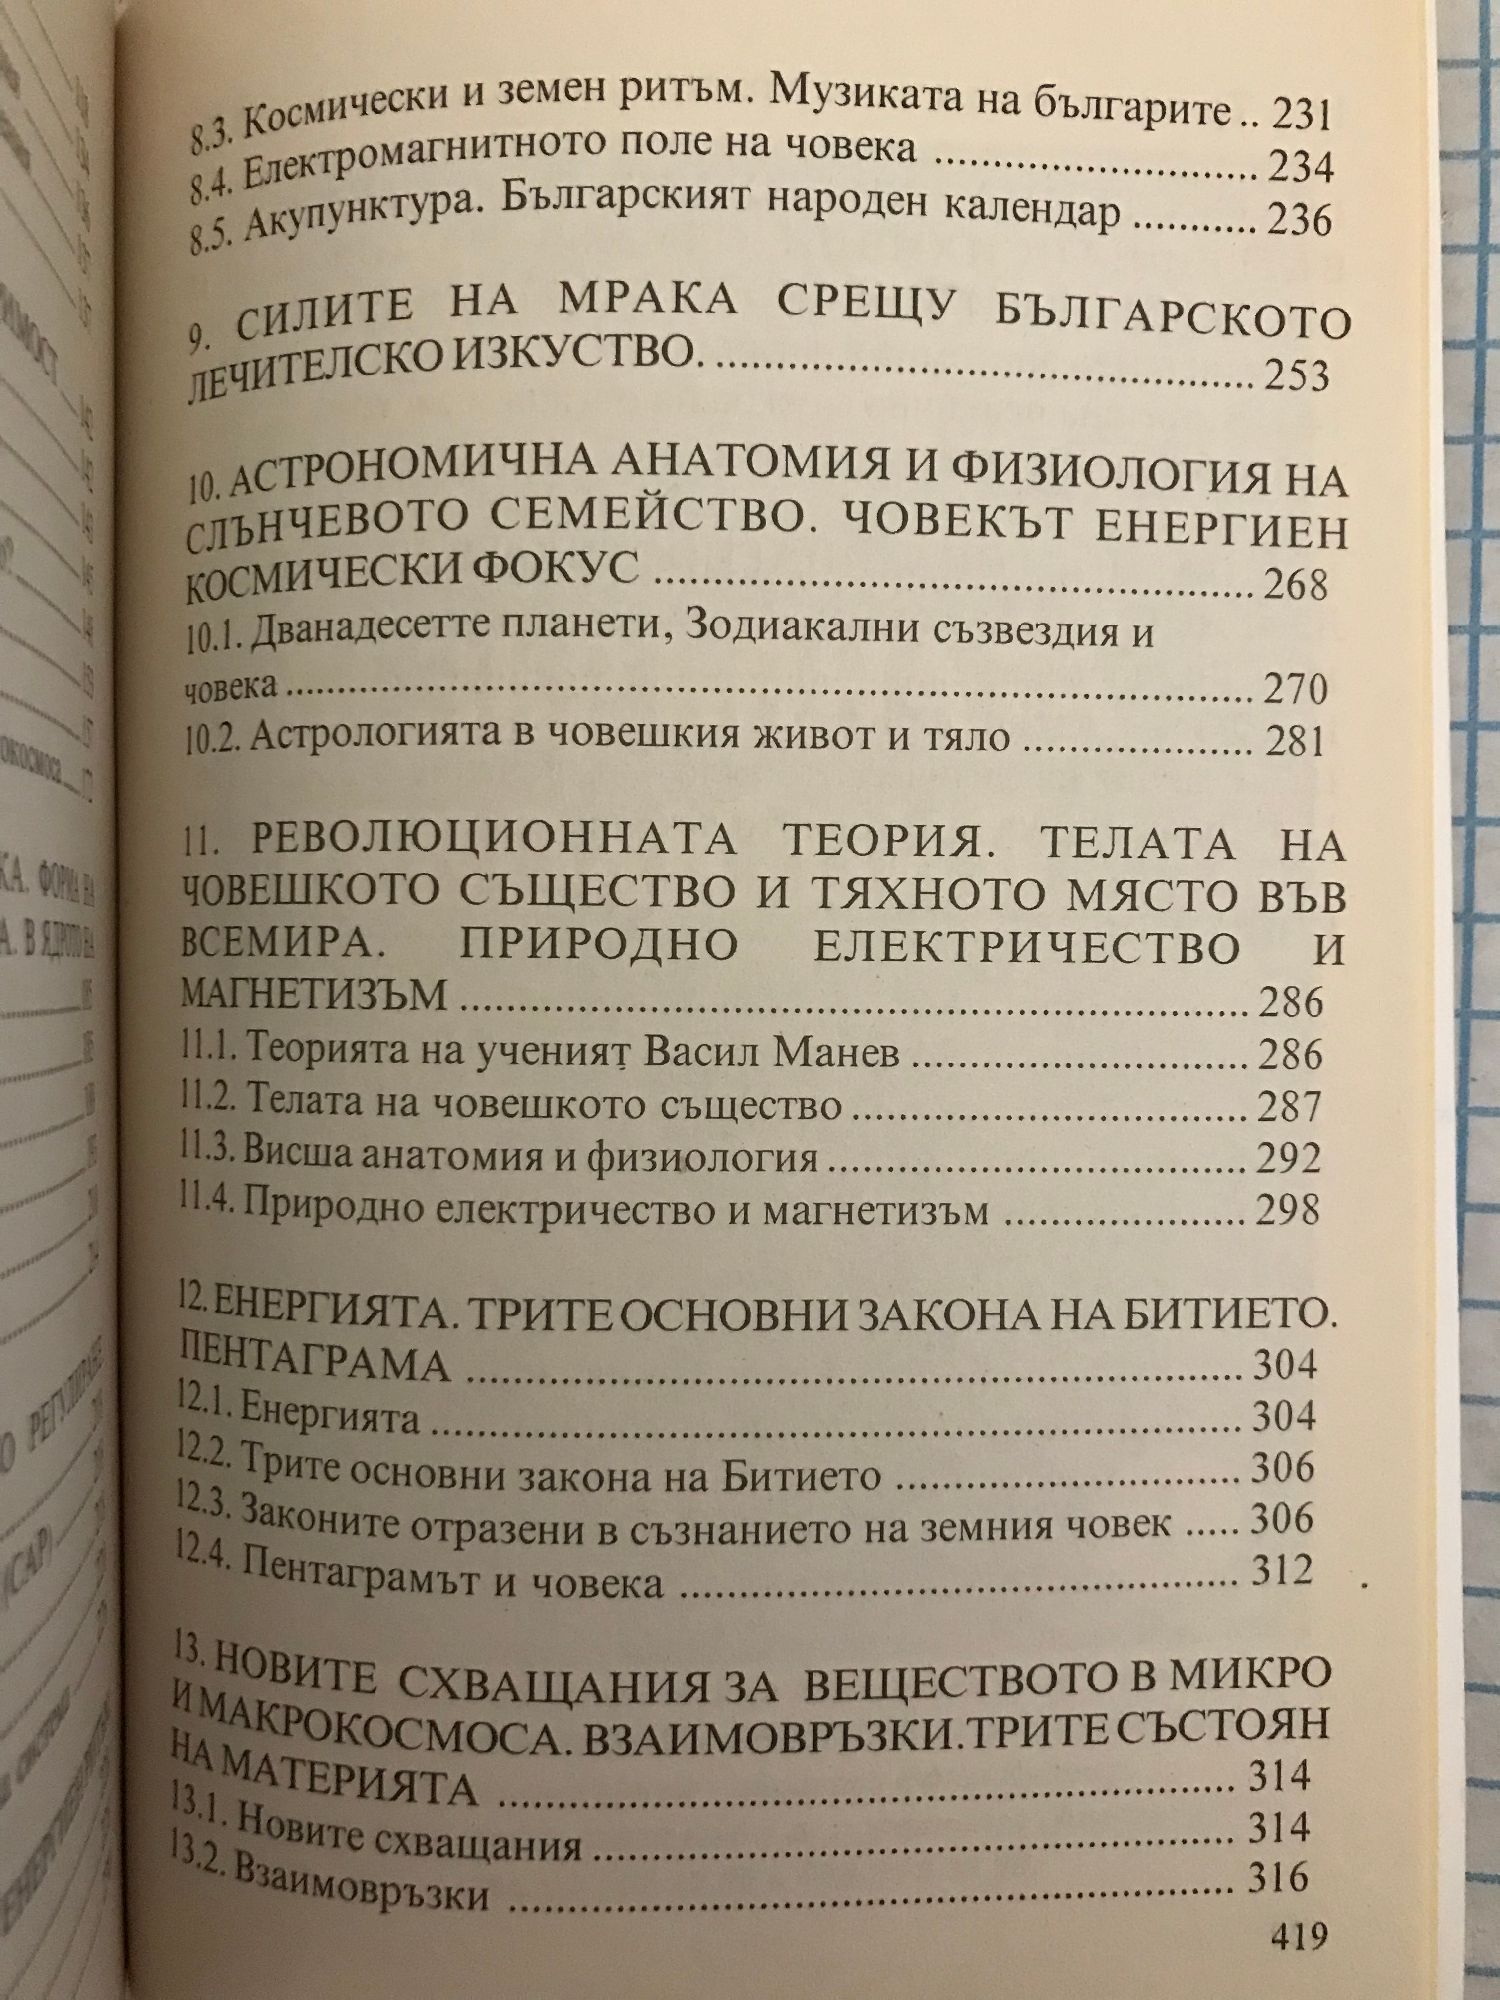 8.3. Космически и земен ритъм. Музиката на българите .. 231
8.4. Електромагнитното поле на човека ............................ 234
8.5. Акупунктура. Българският народен календар ........... 236
9. СИЛИТЕ НА МРАКА СРЕЩУ БЪЛГАРСКОТО
ЛЕЧИТЕЛСКО ИЗКУСТВО. ............................................... 253
10. АСТРОНОМИЧНА АНАТОМИЯ И ФИЗИОЛОГИЯ НА
СЛЪНЧЕВОТО СЕМЕЙСТВО. ЧОВЕКЪТ ЕНЕРГИЕН
КОСМИЧЕСКИ ФОКУС .................................................... 268
10.1. Дванадесетте планети, Зодиакални съзвездия и
човека .................................................................................... 270
10.2. Астрологията в човешкия живот и тяло .................... 281
11. РЕВОЛЮЦИОННАТА ТЕОРИЯ. ТЕЛАТА НА
ЧОВЕШКОТО СЪЩЕСТВО И ТЯХНОТО МЯСТО ВЪВ
ВСЕМИРА. ПРИРОДНО ЕЛЕКТРИЧЕСТВО И
МАГНЕТИЗЪМ .................................................................... 286
11.1. Теорията на ученият Васил Манев ............................. 286
11.2. Телата на човешкото същество .................................. 287
11.3. Висша анатомия и физиология .................................... 292
11.4. Природно електричество и магнетизъм ..................... 298
12. ЕНЕРГИЯТА. ТРИТЕ ОСНОВНИ ЗАКОНА НА БИТИЕТО.
ПЕНТАГРАМА .................................................................... 304
12.1. Енергията ....................................................................... 304
12.2. Трите основни закона на Битието .............................. 306
12.3. Законите отразени в съзнанието на земния човек ..... 306
12.4. Пентаграмът и човека ................................................. 312
13. НОВИТЕ СХВАЩАНИЯ ЗА ВЕЩЕСТВОТО В МИКРО
И МАКРОКОСМОСА. ВЗАИМОВРЪЗКИ.ТРИТЕ СЪСТОЯН
НА МАТЕРИЯТА ................................................................. 314
13.1. Новите схващания ........................................................ 314
13.2. Взаимовръзки ................................................................ 316
419